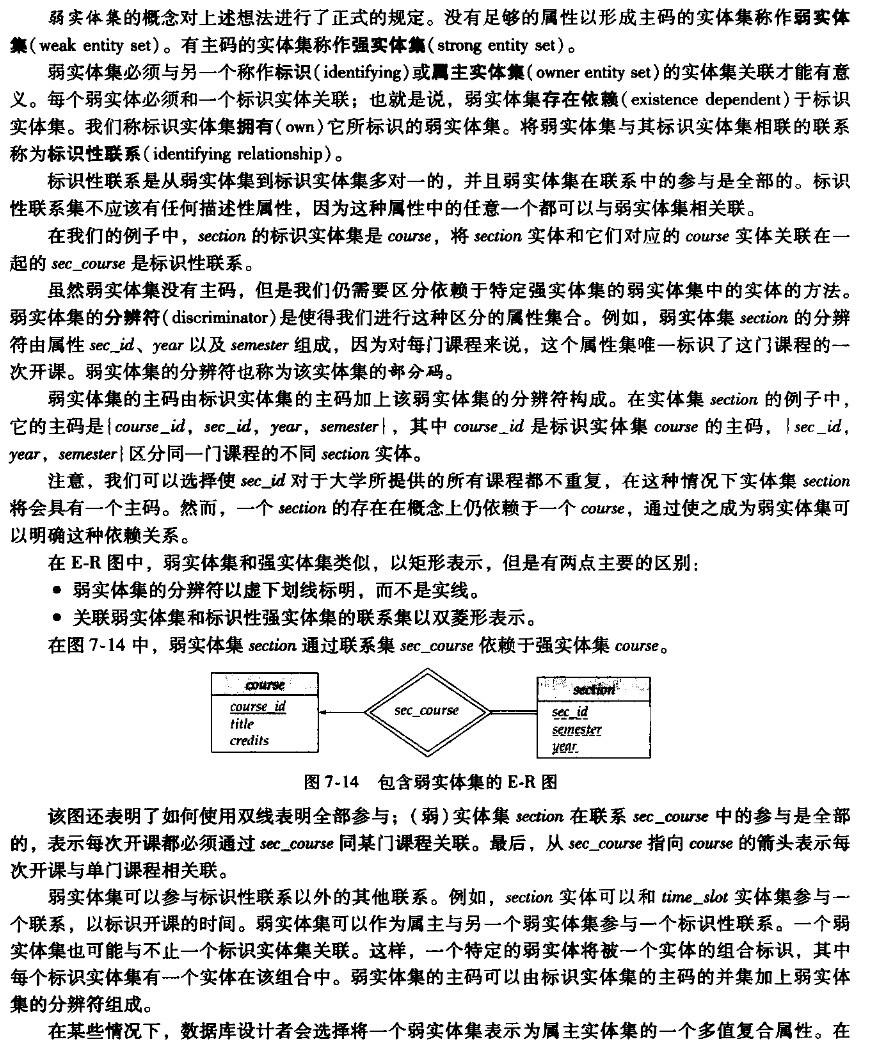 弱实体集的概念对上述想法进行了正式的规定。没有足够的属性以形成主码的实体集称作弱实体
集(weak entity set)。有主码的实体集称作强实体集(strong entity set)。
弱实体集必须与另一个称作标识(identifying)或属主实体集(owner entity set)的实体集关联才能有意
义。每个弱实体必须和一个标识实体关联；也就是说，弱实体集存在依赖(existence dependent)于标识
实体集。我们称标识实体集拥有(own)它所标识的弱实体集。将弱实体集与其标识实体集相联的联系
称为标识性联系(identifying relationship)。
标识性联系是从弱实体集到标识实体集多对一的，并且弱实体集在联系中的参与是全部的。标识
性联系集不应该有任何描述性属性，因为这种属性中的任意一个都可以与弱实体集相关联。
在我们的例子中，section 的标识实体集是 course，将 section 实体和它们对应的 course 实体关联在一
起的 sec_course 是标识性联系。
虽然弱实体集没有主码，但是我们仍需要区分依赖于特定强实体集的弱实体集中的实体的方法。
弱实体集的分辨符(discriminator)是使得我们进行这种区分的属性集合。例如，弱实体集 section 的分辨
符由属性 sec_id、year 以及 semester 组成，因为对每门课程来说，这个属性集唯一标识了这门课程的一
次开课。弱实体集的分辨符也称为该实体集的部分码。
弱实体集的主码由标识实体集的主码加上该弱实体集的分辨符构成。在实体集 section 的例子中，
它的主码是{course_id，sec_id，year，semester}，其中 course_id 是标识实体集 course 的主码，{sec_id，
year，semester}区分同一门课程的不同 section 实体。
注意，我们可以选择使 sec_id 对于大学所提供的所有课程都不重复，在这种情况下实体集 section
将会具有一个主码。然而，一个 section 的存在在概念上仍依赖于一个 course，通过使之成为弱实体集可
以明确这种依赖关系。
在 E-R 图中，弱实体集和强实体集类似，以矩形表示，但是有两点主要的区别：
● 弱实体集的分辨符以虚下划线标明，而不是实线。
● 关联弱实体集和标识性强实体集的联系集以双菱形表示。
在图 7-14 中，弱实体集 section 通过联系集 sec_course 依赖于强实体集 course。
course
course_id
title
credits
sec_course
section
sec_id
semester
year
图 7-14 包含弱实体集的 E-R 图
该图还表明了如何使用双线表明全部参与；(弱)实体集 section 在联系 sec_course 中的参与是全部
的，表示每次开课都必须通过 sec_course 同某门课程关联。最后，从 sec_course 指向 course 的箭头表示每
次开课与单门课程相关联。
弱实体集可以参与标识性联系以外的其他联系。例如，section 实体可以和 time_slot 实体集参与一
个联系，以标识开课的时间。弱实体集可以作为属主与另一个弱实体集参与一个标识性联系。一个弱
实体集也可能与不止一个标识实体集关联。这样，一个特定的弱实体将被一个实体的组合标识，其中
每个标识实体集有一个实体在该组合中。弱实体集的主码可以由标识实体集的主码的并集加上弱实体
集的分辨符组成。
在某些情况下，数据库设计者会选择将一个弱实体集表示为属主实体集的一个多值复合属性。在